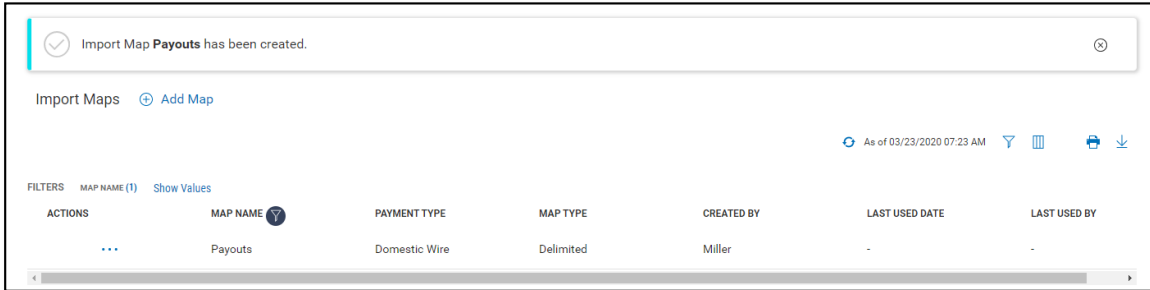 Import Map Payouts has been created.
Import Maps Add Map
As of 03/23/2020 07:23 AM
FILTERS MAP NAME (1) Show Values
ACTIONS MAP NAME PAYMENT TYPE MAP TYPE CREATED BY LAST USED DATE LAST USED BY
... Payouts Domestic Wire Delimited Miller - -